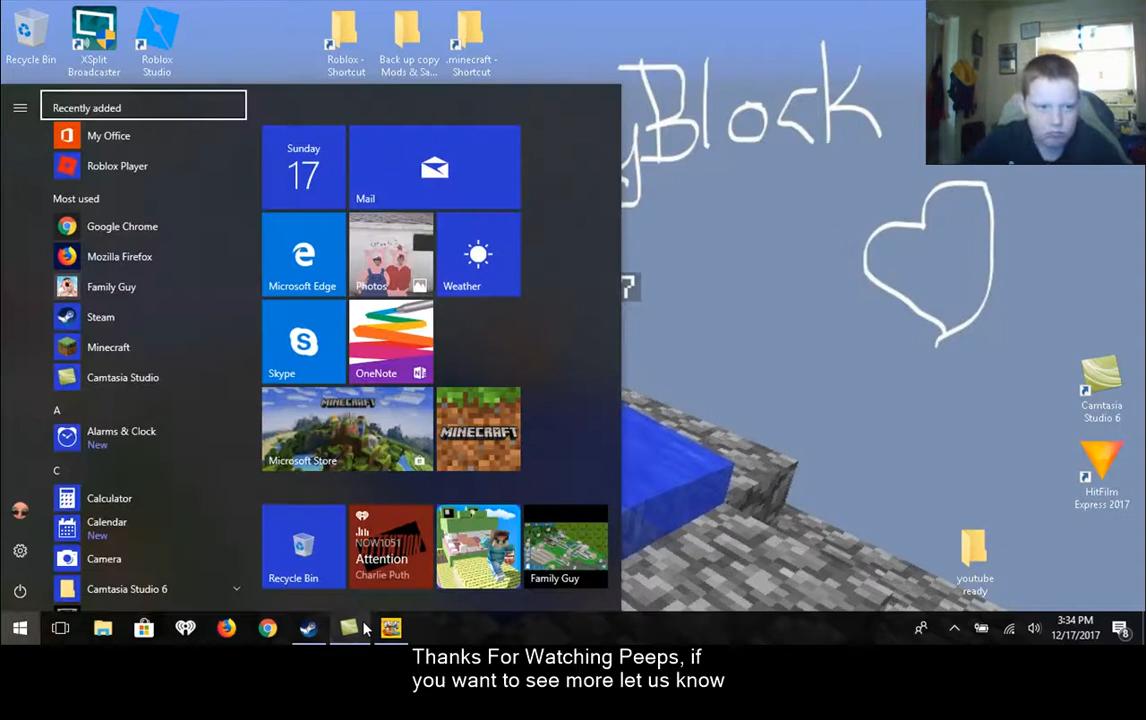 Recycle Bin
XSplit
Broadcaster
Roblox
Studio
Roblox -
Shortcut
Back up copy
Mods & Sa...
.minecraft -
Shortcut
yBlock
Recently added
My Office
Roblox Player
Most used
Google Chrome
Mozilla Firefox
Family Guy
Steam
Minecraft
Camtasia Studio
A
Alarms & Clock
New
C
Calculator
Calendar
New
Camera
Camtasia Studio 6
Sunday
17
Mail
Microsoft Edge
Photos
Weather
Skype
OneNote
MINECRAFT
Microsoft Store
MINECRAFT
Recycle Bin
NOW1051
Attention
Charlie Puth
Family Guy
?
Camtasia
Studio 6
HitFilm
Express 2017
youtube
ready
3:34 PM
12/17/2017
8
Thanks For Watching Peeps, if
you want to see more let us know